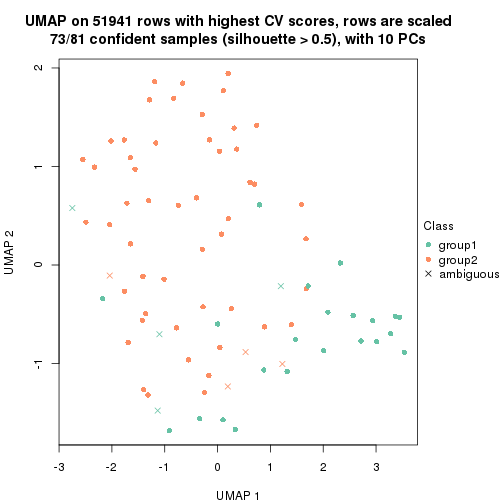 UMAP on 51941 rows with highest CV scores, rows are scaled
73/81 confident samples (silhouette > 0.5), with 10 PCs
2
1
0
-1
UMAP 2
-3
-2
-1
0
1
2
3
UMAP 1
Class
group1
group2
ambiguous